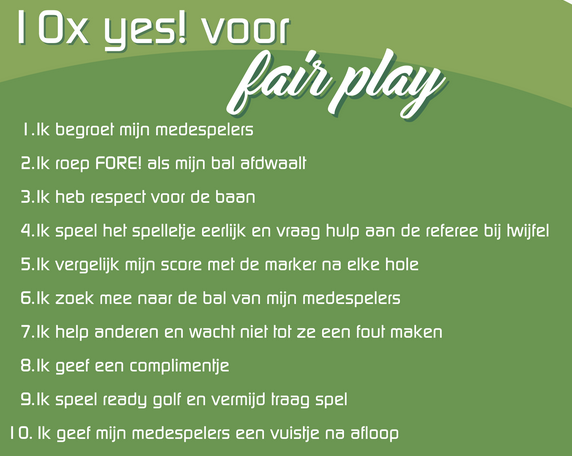 10x yes! voor
fair play
1.Ik begroet mijn medespelers
2.Ik roep FORE! als mijn bal afdwaalt
3.Ik heb respect voor de baan
4.Ik speel het spelletje eerlijk en vraag hulp aan de referee bij twijfel
5.Ik vergelijk mijn score met de marker na elke hole
6.Ik zoek mee naar de bal van mijn medespelers
7.Ik help anderen en wacht niet tot ze een fout maken
8.Ik geef een complimentje
9.Ik speel ready golf en vermijd traag spel
10. Ik geef mijn medespelers een vuistje na afloop